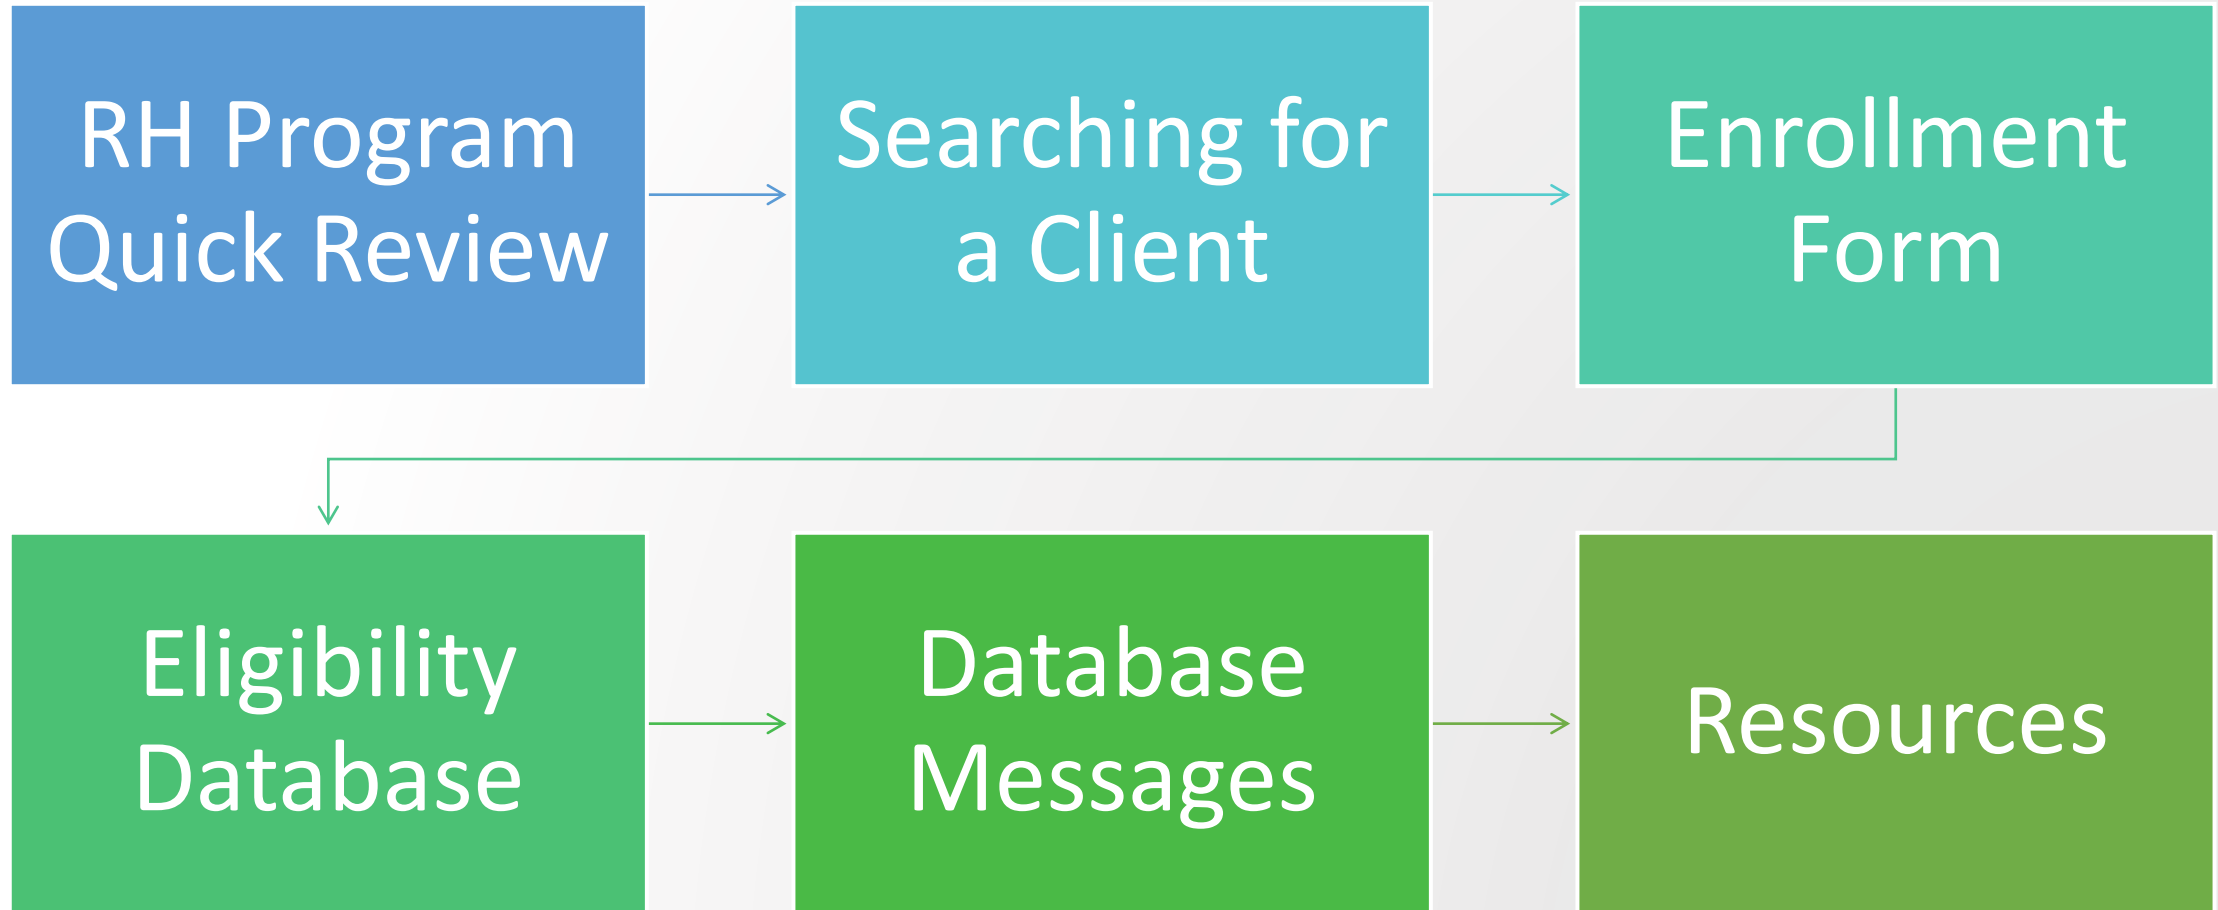 RH Program
Quick Review
Searching for
a Client
Enrollment
Form
Eligibility
Database
Database
Messages
Resources